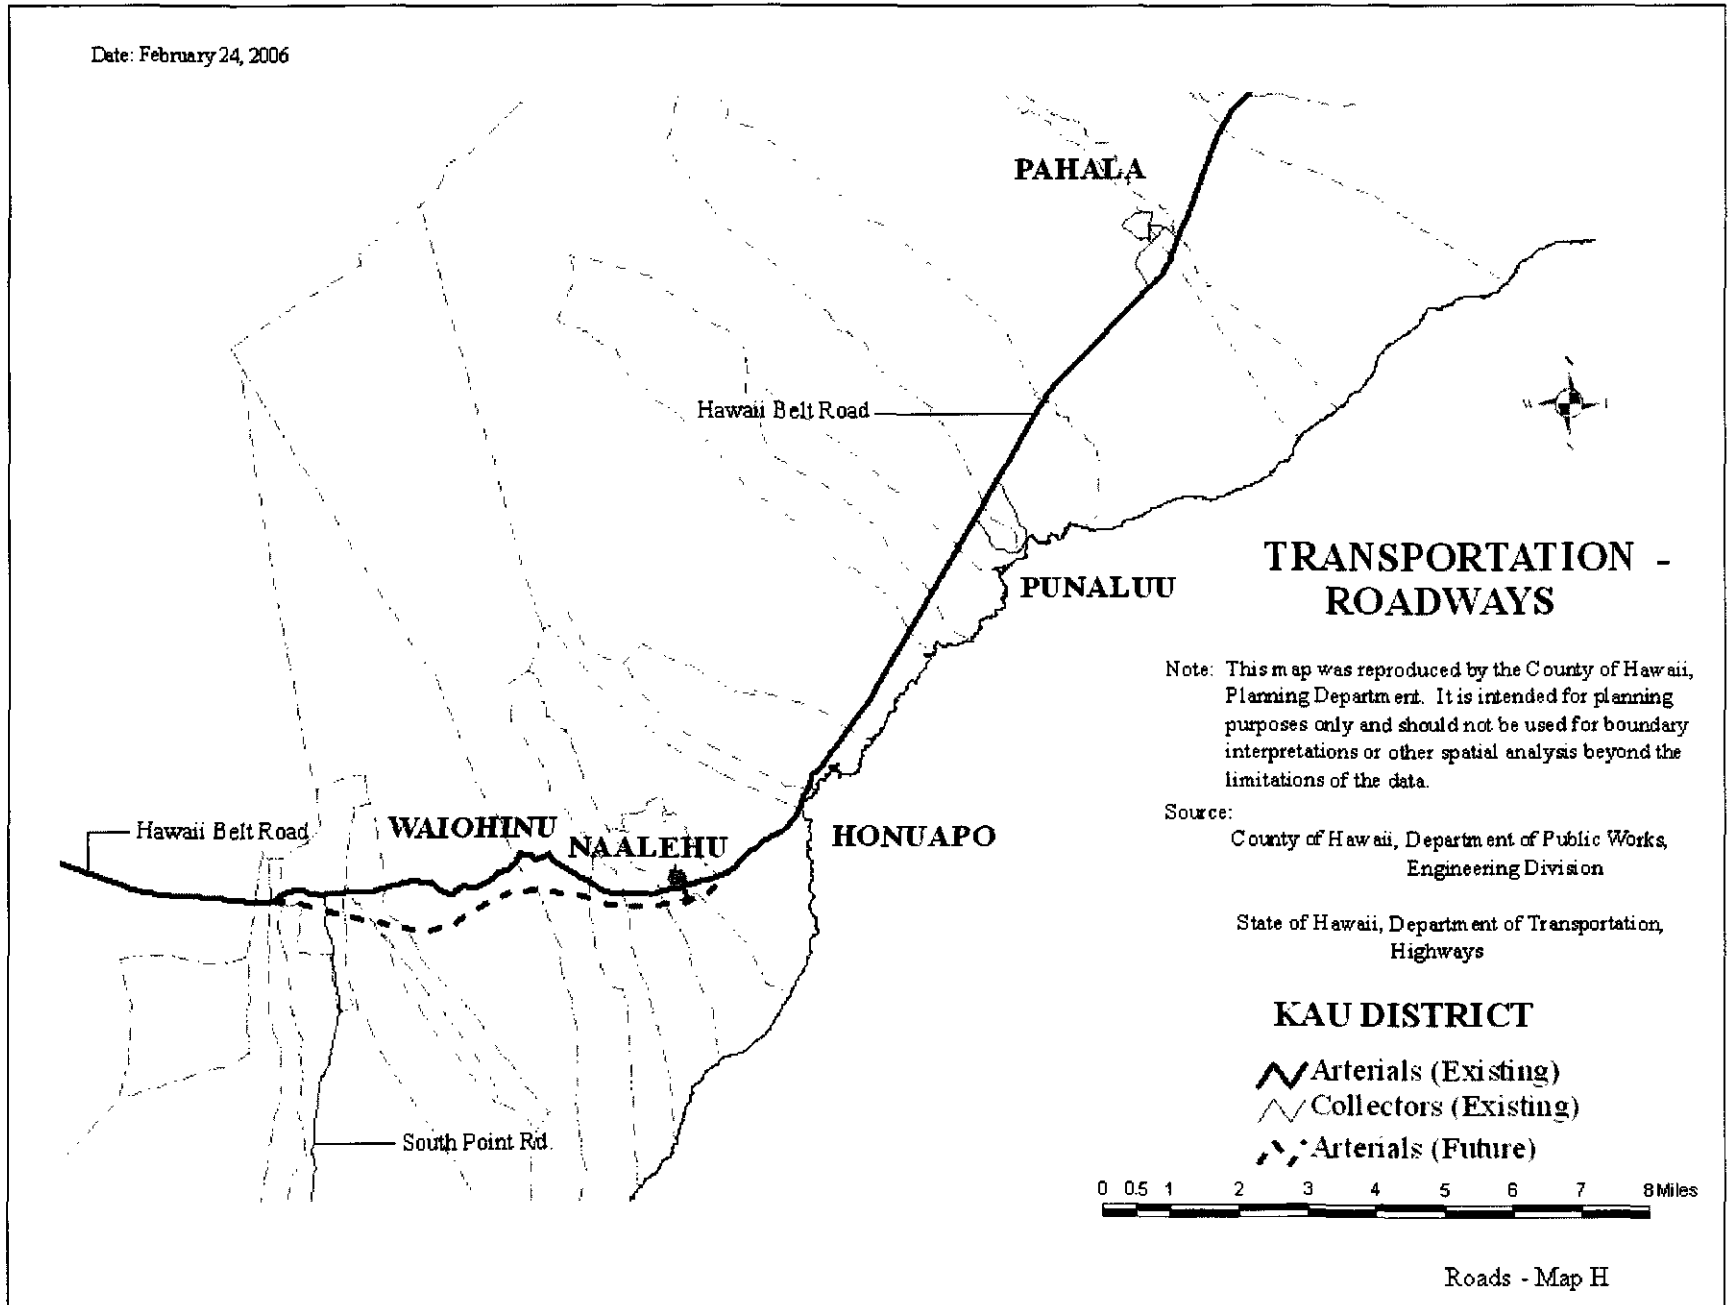 Date: February 24, 2006
PAHALA
Hawaii Belt Road
W
PUNALUU
TRANSPORTATION -
ROADWAYS
Note: This map was reproduced by the County of Hawaii,
Planning Department. It is intended for planning
purposes only and should not be used for boundary
interpretations or other spatial analysis beyond the
limitations of the data.
Source:
County of Hawaii, Department of Public Works,
Engineering Division
State of Hawaii, Department of Transportation,
Highways
Hawaii Belt Road
WAIOHINU
NAALEHU
HONUAPO
South Point Rd.
KAU DISTRICT
Arterials (Existing)
Collectors (Existing)
Arterials (Future)
0 0.5 1 2 3 4 5 6 7 8 Miles
Roads - Map H